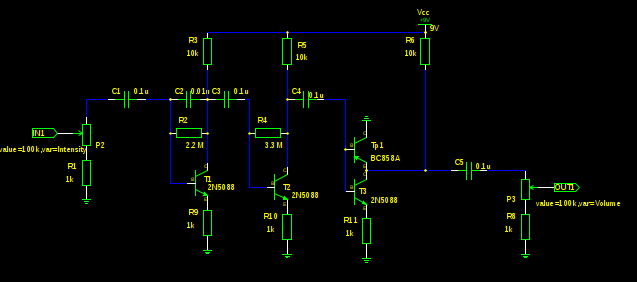 Vcc
+9V
9V
R3
10k
R5
10k
R6
10k
C1
0.1u
C2
0.01u
C3
0.1u
C4
0.1u
IN1
P2
value=100k,var=Intensity
R1
1k
R2
2.2 M
R4
3.3 M
Tp1
BC858A
T1
2N5088
T2
2N5088
T3
2N5088
C5
0.1u
OUT1
P3
value=100k,var=Volume
R8
1k
R9
1k
R10
1k
R11
1k